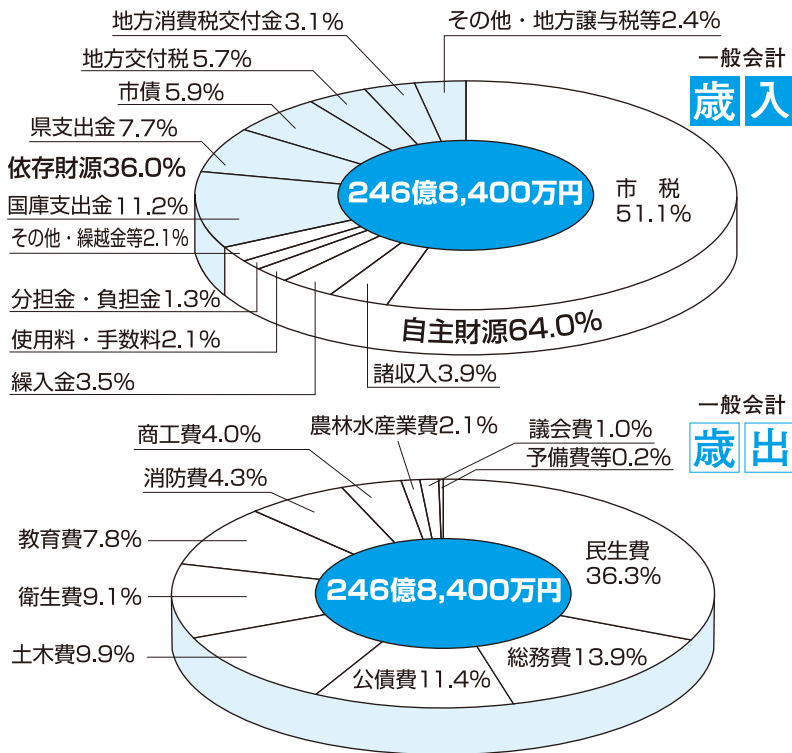 地方消費税交付金3.1%
その他・地方譲与税等2.4%
地方交付税5.7%
一般会計
歳入
市債5.9%
県支出金7.7%
依存財源36.0%
国庫支出金11.2%
246億8,400万円
市 税
51.1%
その他・繰越金等2.1%
分担金・負担金1.3%
自主財源64.0%
使用料・手数料2.1%
諸収入3.9%
繰入金3.5%
一般会計
歳出
農林水産業費2.1%
議会費1.0%
商工費4.0%
予備費等0.2%
消防費4.3%
教育費7.8%
民生費
36.3%
衛生費9.1%
246億8,400万円
土木費9.9%
総務費13.9%
公債費11.4%